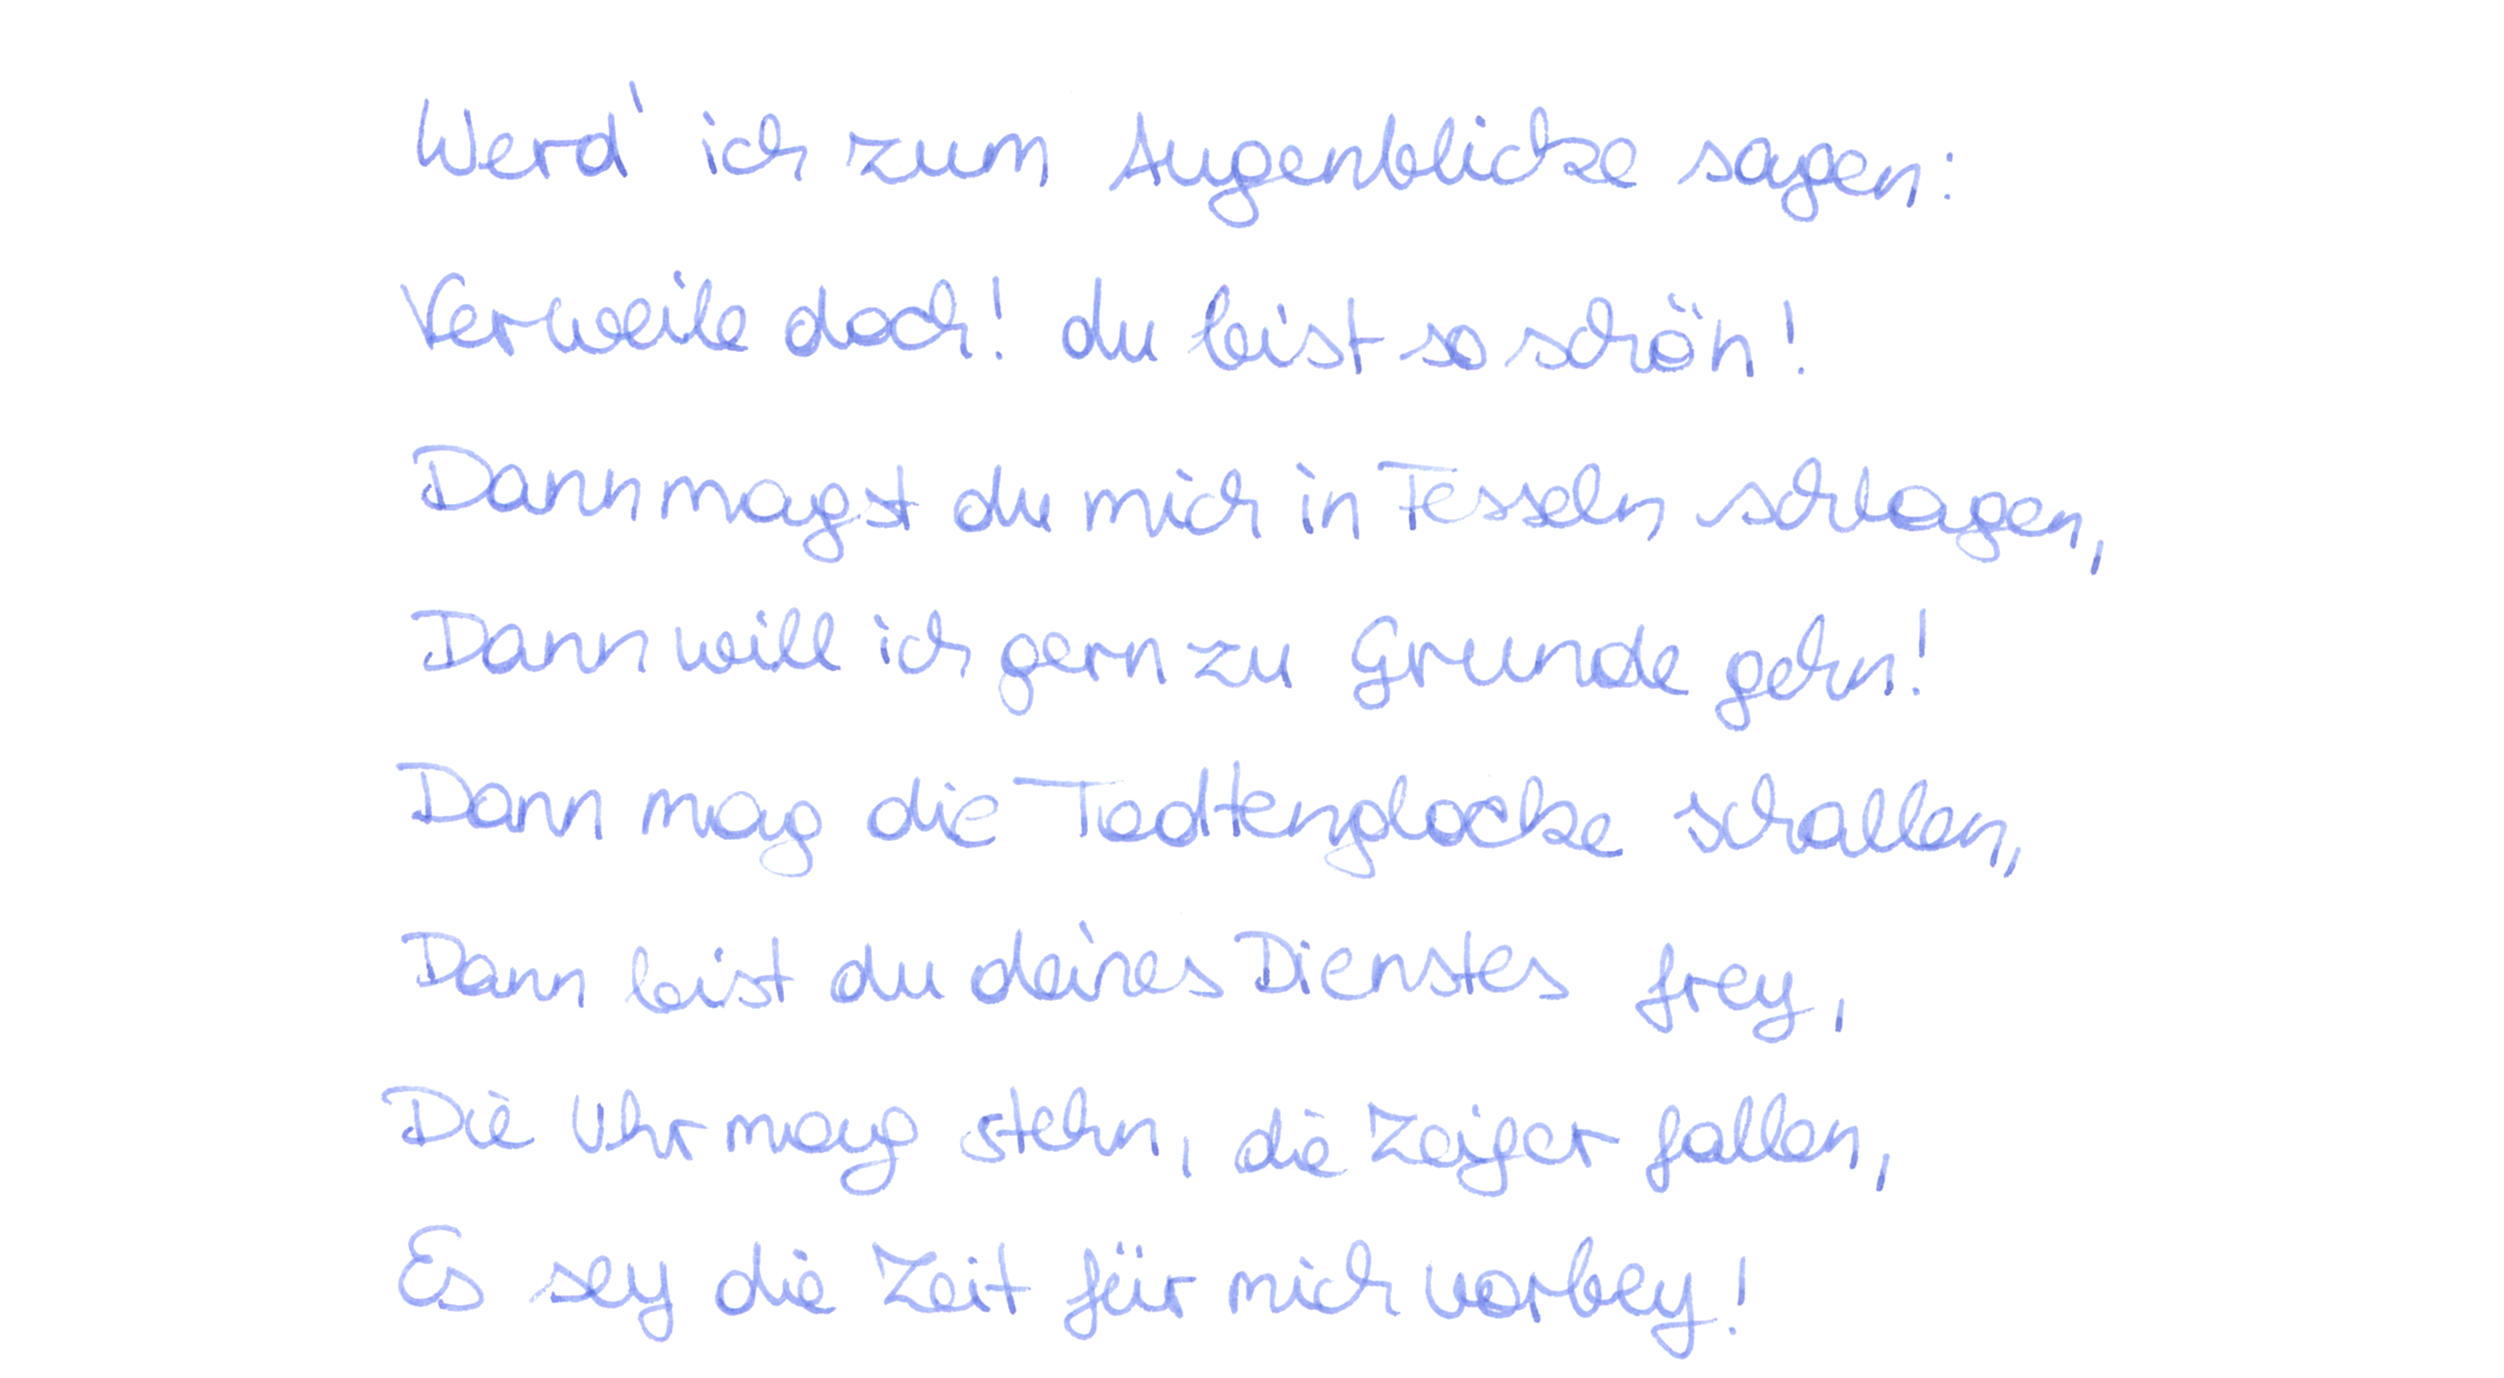 Werd' ich zum Augenblicke sagen:
Verweile doch! du bist so schön!
Dann magst du mich in Fesseln schlagen,
Dann will ich gern zu Grunde gehn!
Dann mag die Todtenglocke schallen,
Dann bist du deines Dienstes frey,
Die Uhr mag stehn, die Zeiger fallen,
Es sey die Zeit für mich vorbey!